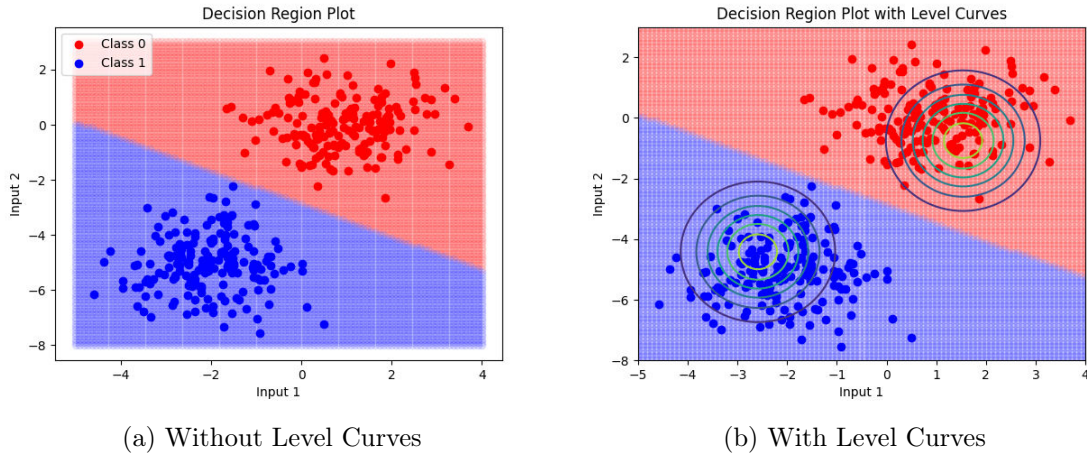 Decision Region Plot
Class 0
Class 1
2
0
−2
−4
−6
−8
Input 2
−4
−2
0
2
4
Input 1
(a) Without Level Curves
Decision Region Plot with Level Curves
2
0
−2
−4
−6
−8
Input 2
−5
−4
−3
−2
−1
0
1
2
3
4
Input 1
(b) With Level Curves